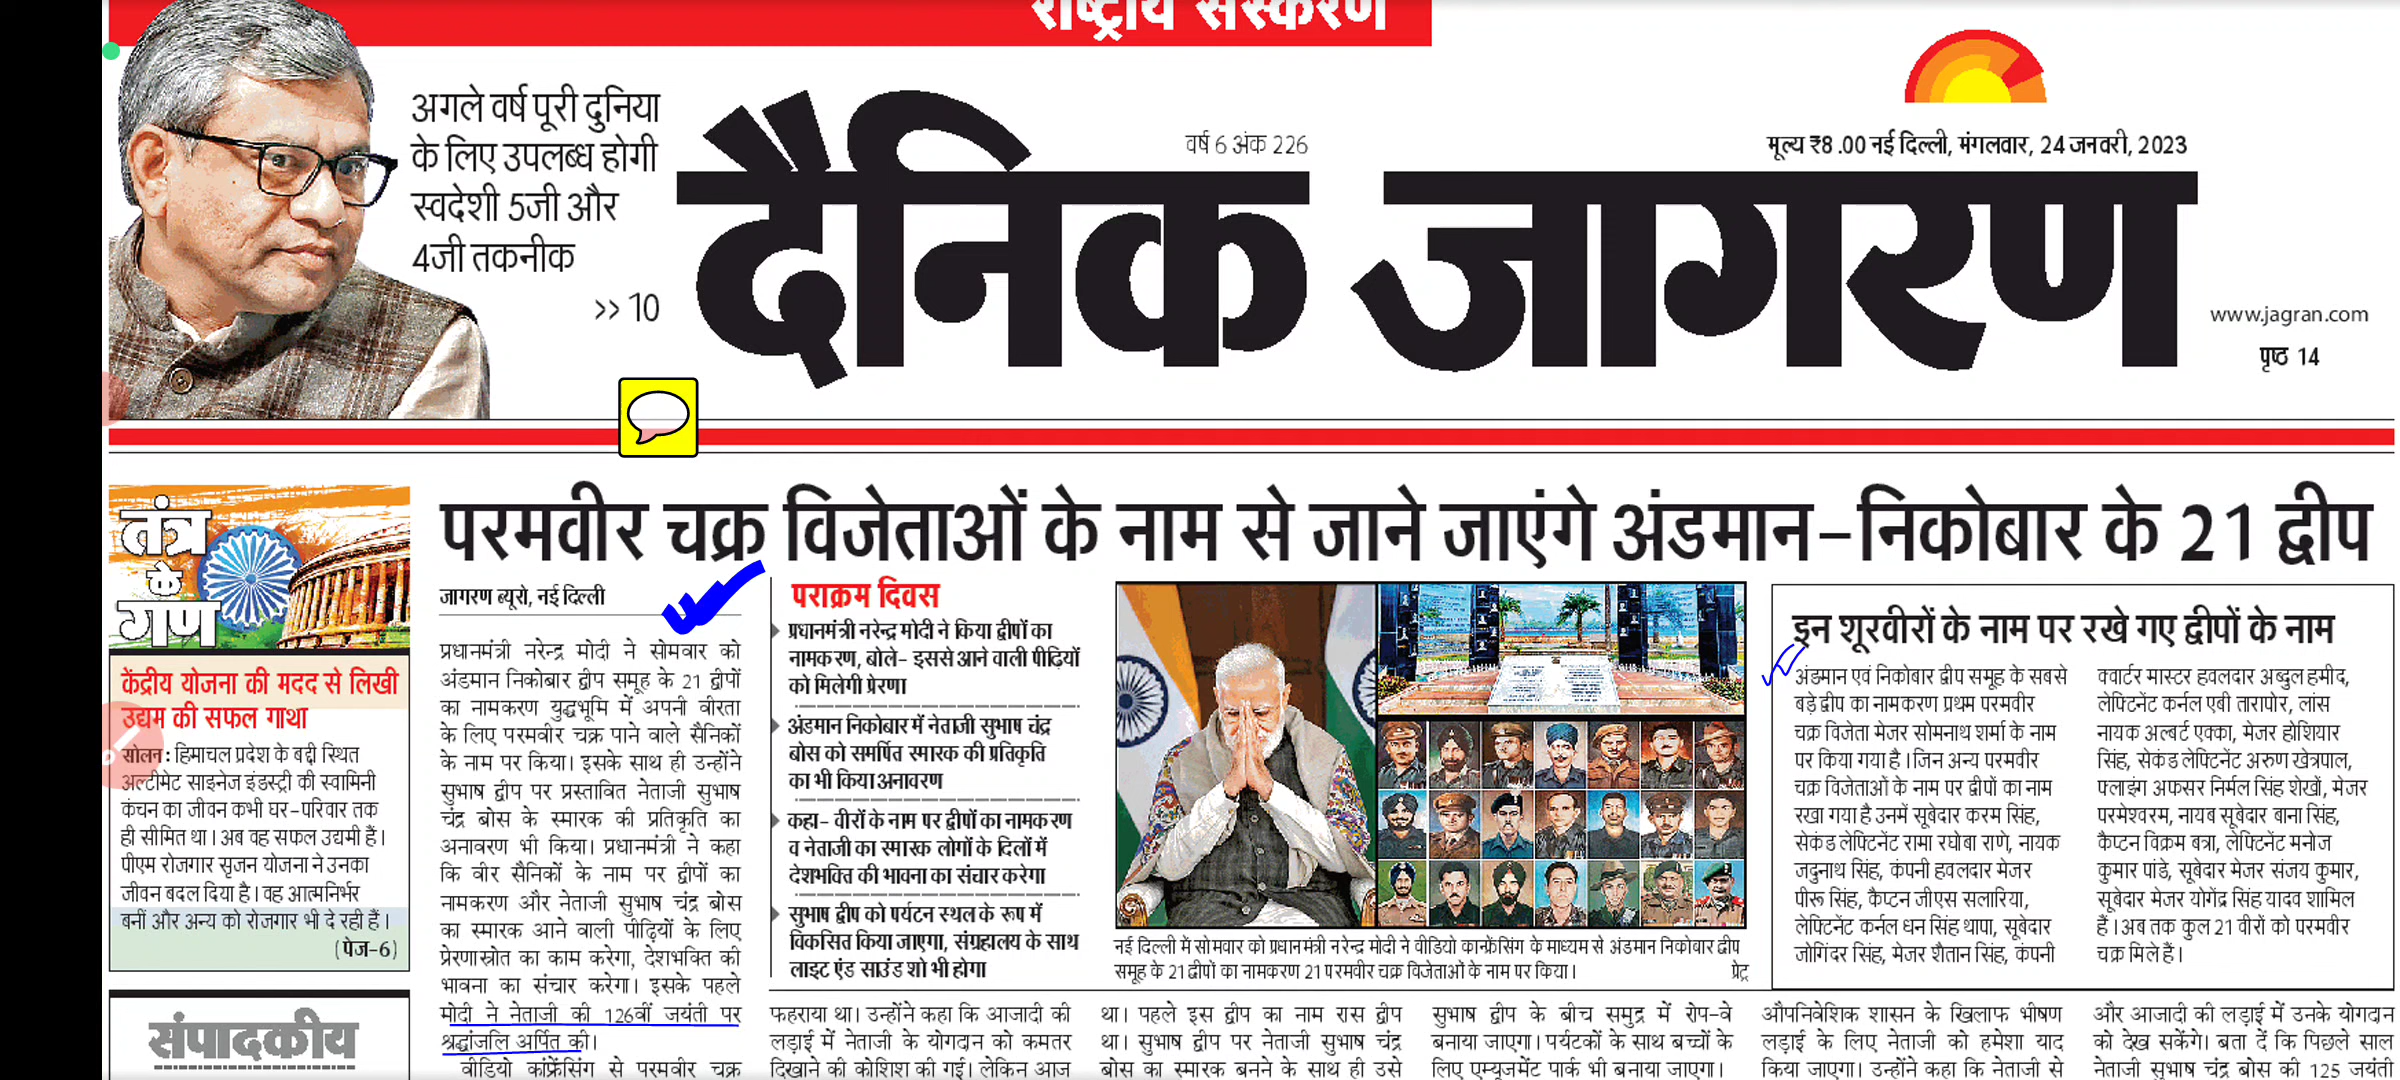 राष्ट्रीय संस्करण
अगले वर्ष पूरी दुनिया
के लिए उपलब्ध होगी
स्वदेशी 5जी और
4जी तकनीक
>> 10
वर्ष 6 अंक 226
मूल्य ₹8.00 नई दिल्ली, मंगलवार, 24 जनवरी, 2023
दैनिक जागरण
www.jagran.com
पृष्ठ 14
तंत्र
के
गण
केंद्रीय योजना की मदद से लिखी
उद्यम की सफल गाथा
सोलन: हिमाचल प्रदेश के बद्दी स्थित
अल्टीमेट साइनेज इंडस्ट्री की स्वामिनी
कंचन का जीवन कभी घर-परिवार तक
ही सीमित था। अब वह सफल उद्यमी हैं।
पीएम रोजगार सृजन योजना ने उनका
जीवन बदल दिया है। वह आत्मनिर्भर
बनीं और अन्य को रोजगार भी दे रही हैं।
(पेज-6)
संपादकीय
परमवीर चक्र विजेताओं के नाम से जाने जाएंगे अंडमान-निकोबार के 21 द्वीप
जागरण ब्यूरो, नई दिल्ली
प्रधानमंत्री नरेन्द्र मोदी ने सोमवार को
अंडमान निकोबार द्वीप समूह के 21 द्वीपों
का नामकरण युद्धभूमि में अपनी वीरता
के लिए परमवीर चक्र पाने वाले सैनिकों
के नाम पर किया। इसके साथ ही उन्होंने
सुभाष द्वीप पर प्रस्तावित नेताजी सुभाष
चंद्र बोस के स्मारक की प्रतिकृति का
अनावरण भी किया। प्रधानमंत्री ने कहा
कि वीर सैनिकों के नाम पर द्वीपों का
नामकरण और नेताजी सुभाष चंद्र बोस
का स्मारक आने वाली पीढ़ियों के लिए
प्रेरणास्रोत का काम करेगा, देशभक्ति की
भावना का संचार करेगा। इसके पहले
मोदी ने नेताजी की 126वीं जयंती पर
श्रद्धांजलि अर्पित की।
वीडियो कांफ्रेंसिंग से परमवीर चक्र
पराक्रम दिवस
प्रधानमंत्री नरेन्द्र मोदी ने किया द्वीपों का
नामकरण, बोले- इससे आने वाली पीढ़ियों
को मिलेगी प्रेरणा
अंडमान निकोबार में नेताजी सुभाष चंद्र
बोस को समर्पित स्मारक की प्रतिकृति
का भी किया अनावरण
कहा- वीरों के नाम पर द्वीपों का नामकरण
व नेताजी का स्मारक लोगों के दिलों में
देशभक्ति की भावना का संचार करेगा
सुभाष द्वीप को पर्यटन स्थल के रूप में
विकसित किया जाएगा, संग्रहालय के साथ
लाइट एंड साउंड शो भी होगा
नई दिल्ली में सोमवार को प्रधानमंत्री नरेन्द्र मोदी ने वीडियो कान्फ्रेंसिंग के माध्यम से अंडमान निकोबार द्वीप
समूह के 21 द्वीपों का नामकरण 21 परमवीर चक्र विजेताओं के नाम पर किया। प्रेट्र
इन शूरवीरों के नाम पर रखे गए द्वीपों के नाम
अंडमान एवं निकोबार द्वीप समूह के सबसे
बड़े द्वीप का नामकरण प्रथम परमवीर
चक्र विजेता मेजर सोमनाथ शर्मा के नाम
पर किया गया है। जिन अन्य परमवीर
चक्र विजेताओं के नाम पर द्वीपों का नाम
रखा गया है उनमें सूबेदार करम सिंह,
सेकंड लेफ्टिनेंट रामा रघोबा राणे, नायक
जदुनाथ सिंह, कंपनी हवलदार मेजर
पीरू सिंह, कैप्टन जीएस सलारिया,
लेफ्टिनेंट कर्नल धन सिंह थापा, सूबेदार
जोगिंदर सिंह, मेजर शैतान सिंह, कंपनी
क्वार्टर मास्टर हवलदार अब्दुल हमीद,
लेफ्टिनेंट कर्नल एबी तारापोर, लांस
नायक अल्बर्ट एक्का, मेजर होशियार
सिंह, सेकंड लेफ्टिनेंट अरुण खेत्रपाल,
फ्लाइंग अफसर निर्मल सिंह शेखों, मेजर
परमेश्वरम, नायब सूबेदार बाना सिंह,
कैप्टन विक्रम बत्रा, लेफ्टिनेंट मनोज
कुमार पांडे, सूबेदार मेजर संजय कुमार,
सूबेदार मेजर योगेंद्र सिंह यादव शामिल
हैं। अब तक कुल 21 वीरों को परमवीर
चक्र मिले हैं।
फहराया था। उन्होंने कहा कि आजादी की
लड़ाई में नेताजी के योगदान को कमतर
दिखाने की कोशिश की गई। लेकिन आज
था। पहले इस द्वीप का नाम रास द्वीप
था। सुभाष द्वीप पर नेताजी सुभाष चंद्र
बोस का स्मारक बनने के साथ ही उसे
सुभाष द्वीप के बीच समुद्र में रोप-वे
बनाया जाएगा। पर्यटकों के साथ बच्चों के
लिए एम्यूजमेंट पार्क भी बनाया जाएगा।
औपनिवेशिक शासन के खिलाफ भीषण
लड़ाई के लिए नेताजी को हमेशा याद
किया जाएगा। उन्होंने कहा कि नेताजी से
और आजादी की लड़ाई में उनके योगदान
को देख सकेंगे। बता दें कि पिछले साल
नेताजी सुभाष चंद्र बोस की 125 जयंती